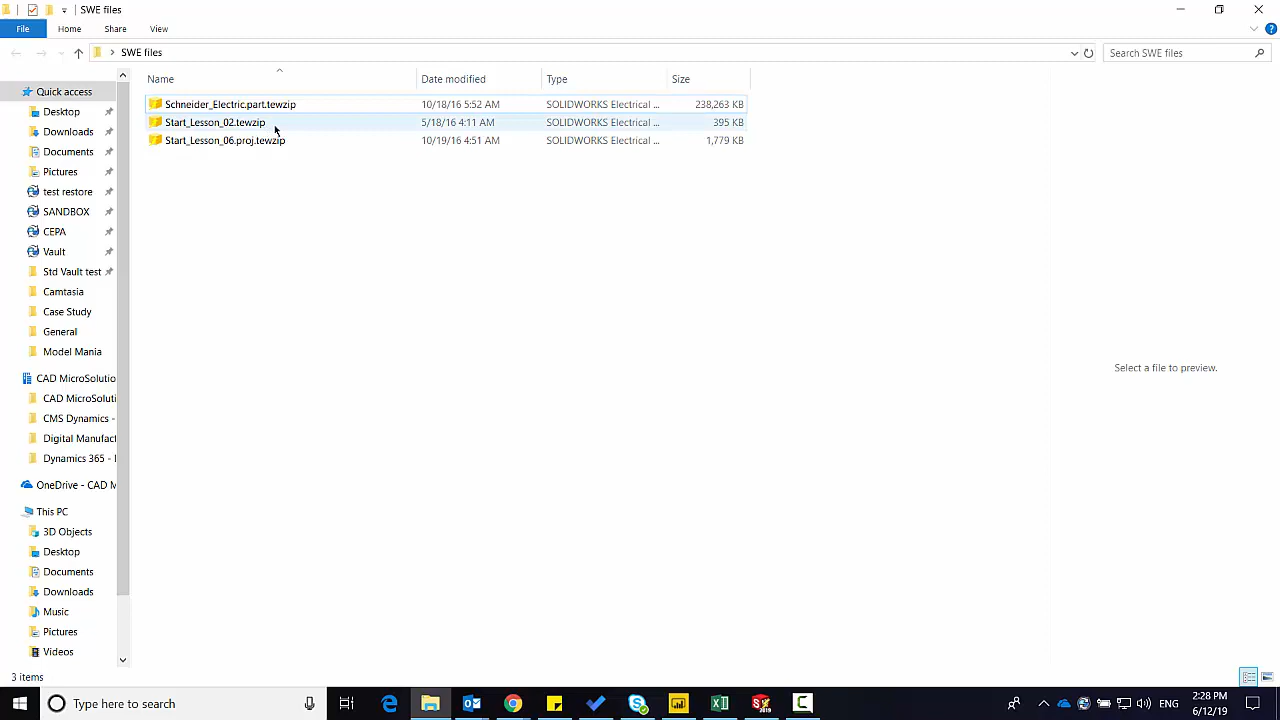 SWE files
File Home Share View
SWE files Search SWE files
Name Date modified Type Size
Schneider_Electric.part.tewzip 10/18/16 3:52 AM SOLIDWORKS Electrical ... 238,263 KB
Start_Lesson_02.tewzip 5/18/16 4:11 AM SOLIDWORKS Electrical ... 395 KB
Start_Lesson_06.proj.tewzip 10/19/16 4:51 AM SOLIDWORKS Electrical ... 1,779 KB
Quick access
Desktop
Downloads
Documents
Pictures
test restore
SANDBOX
CEPA
Vault
Std Vault test
Camtasia
Case Study
General
Model Mania
CAD MicroSolutio
CAD MicroSoluti
CMS Dynamics -
Digital Manufact
Dynamics 365 - I
OneDrive - CAD M
This PC
3D Objects
Desktop
Documents
Downloads
Music
Pictures
Videos
Select a file to preview.
3 items
Type here to search
ENG
2:28 PM
6/12/19